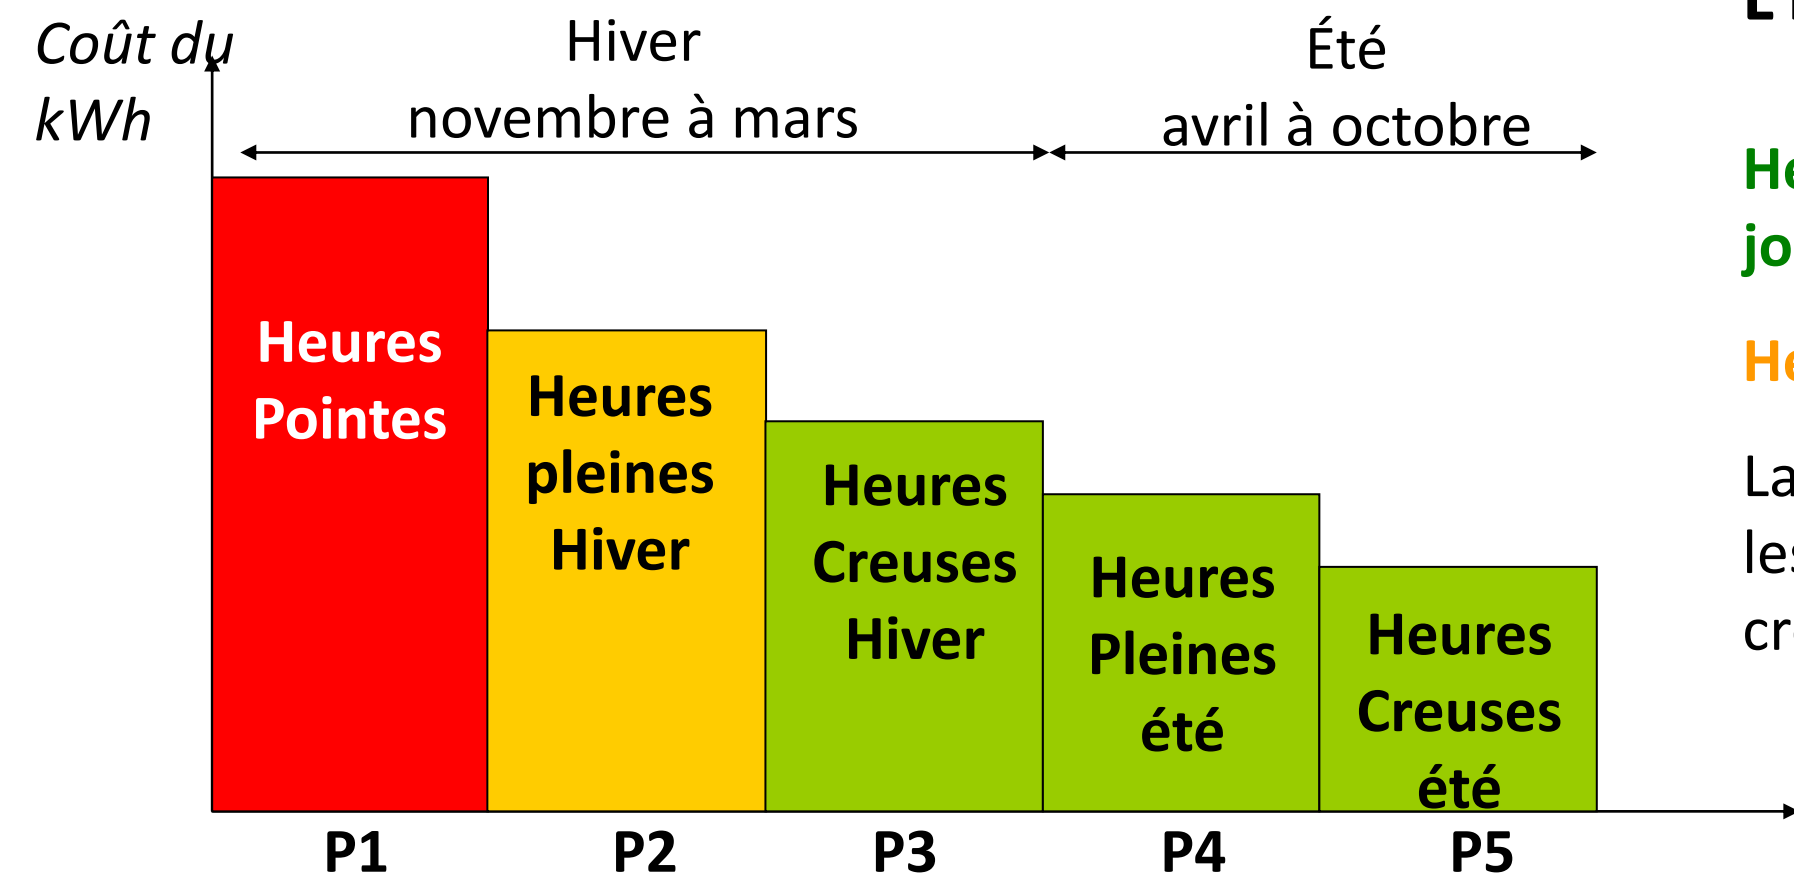 Coût du
kWh
Hiver
novembre à mars
Été
avril à octobre
Heures
Pointes
Heures
pleines
Hiver
Heures
Creuses
Hiver
Heures
Pleines
été
Heures
Creuses
été
P1
P2
P3
P4
P5